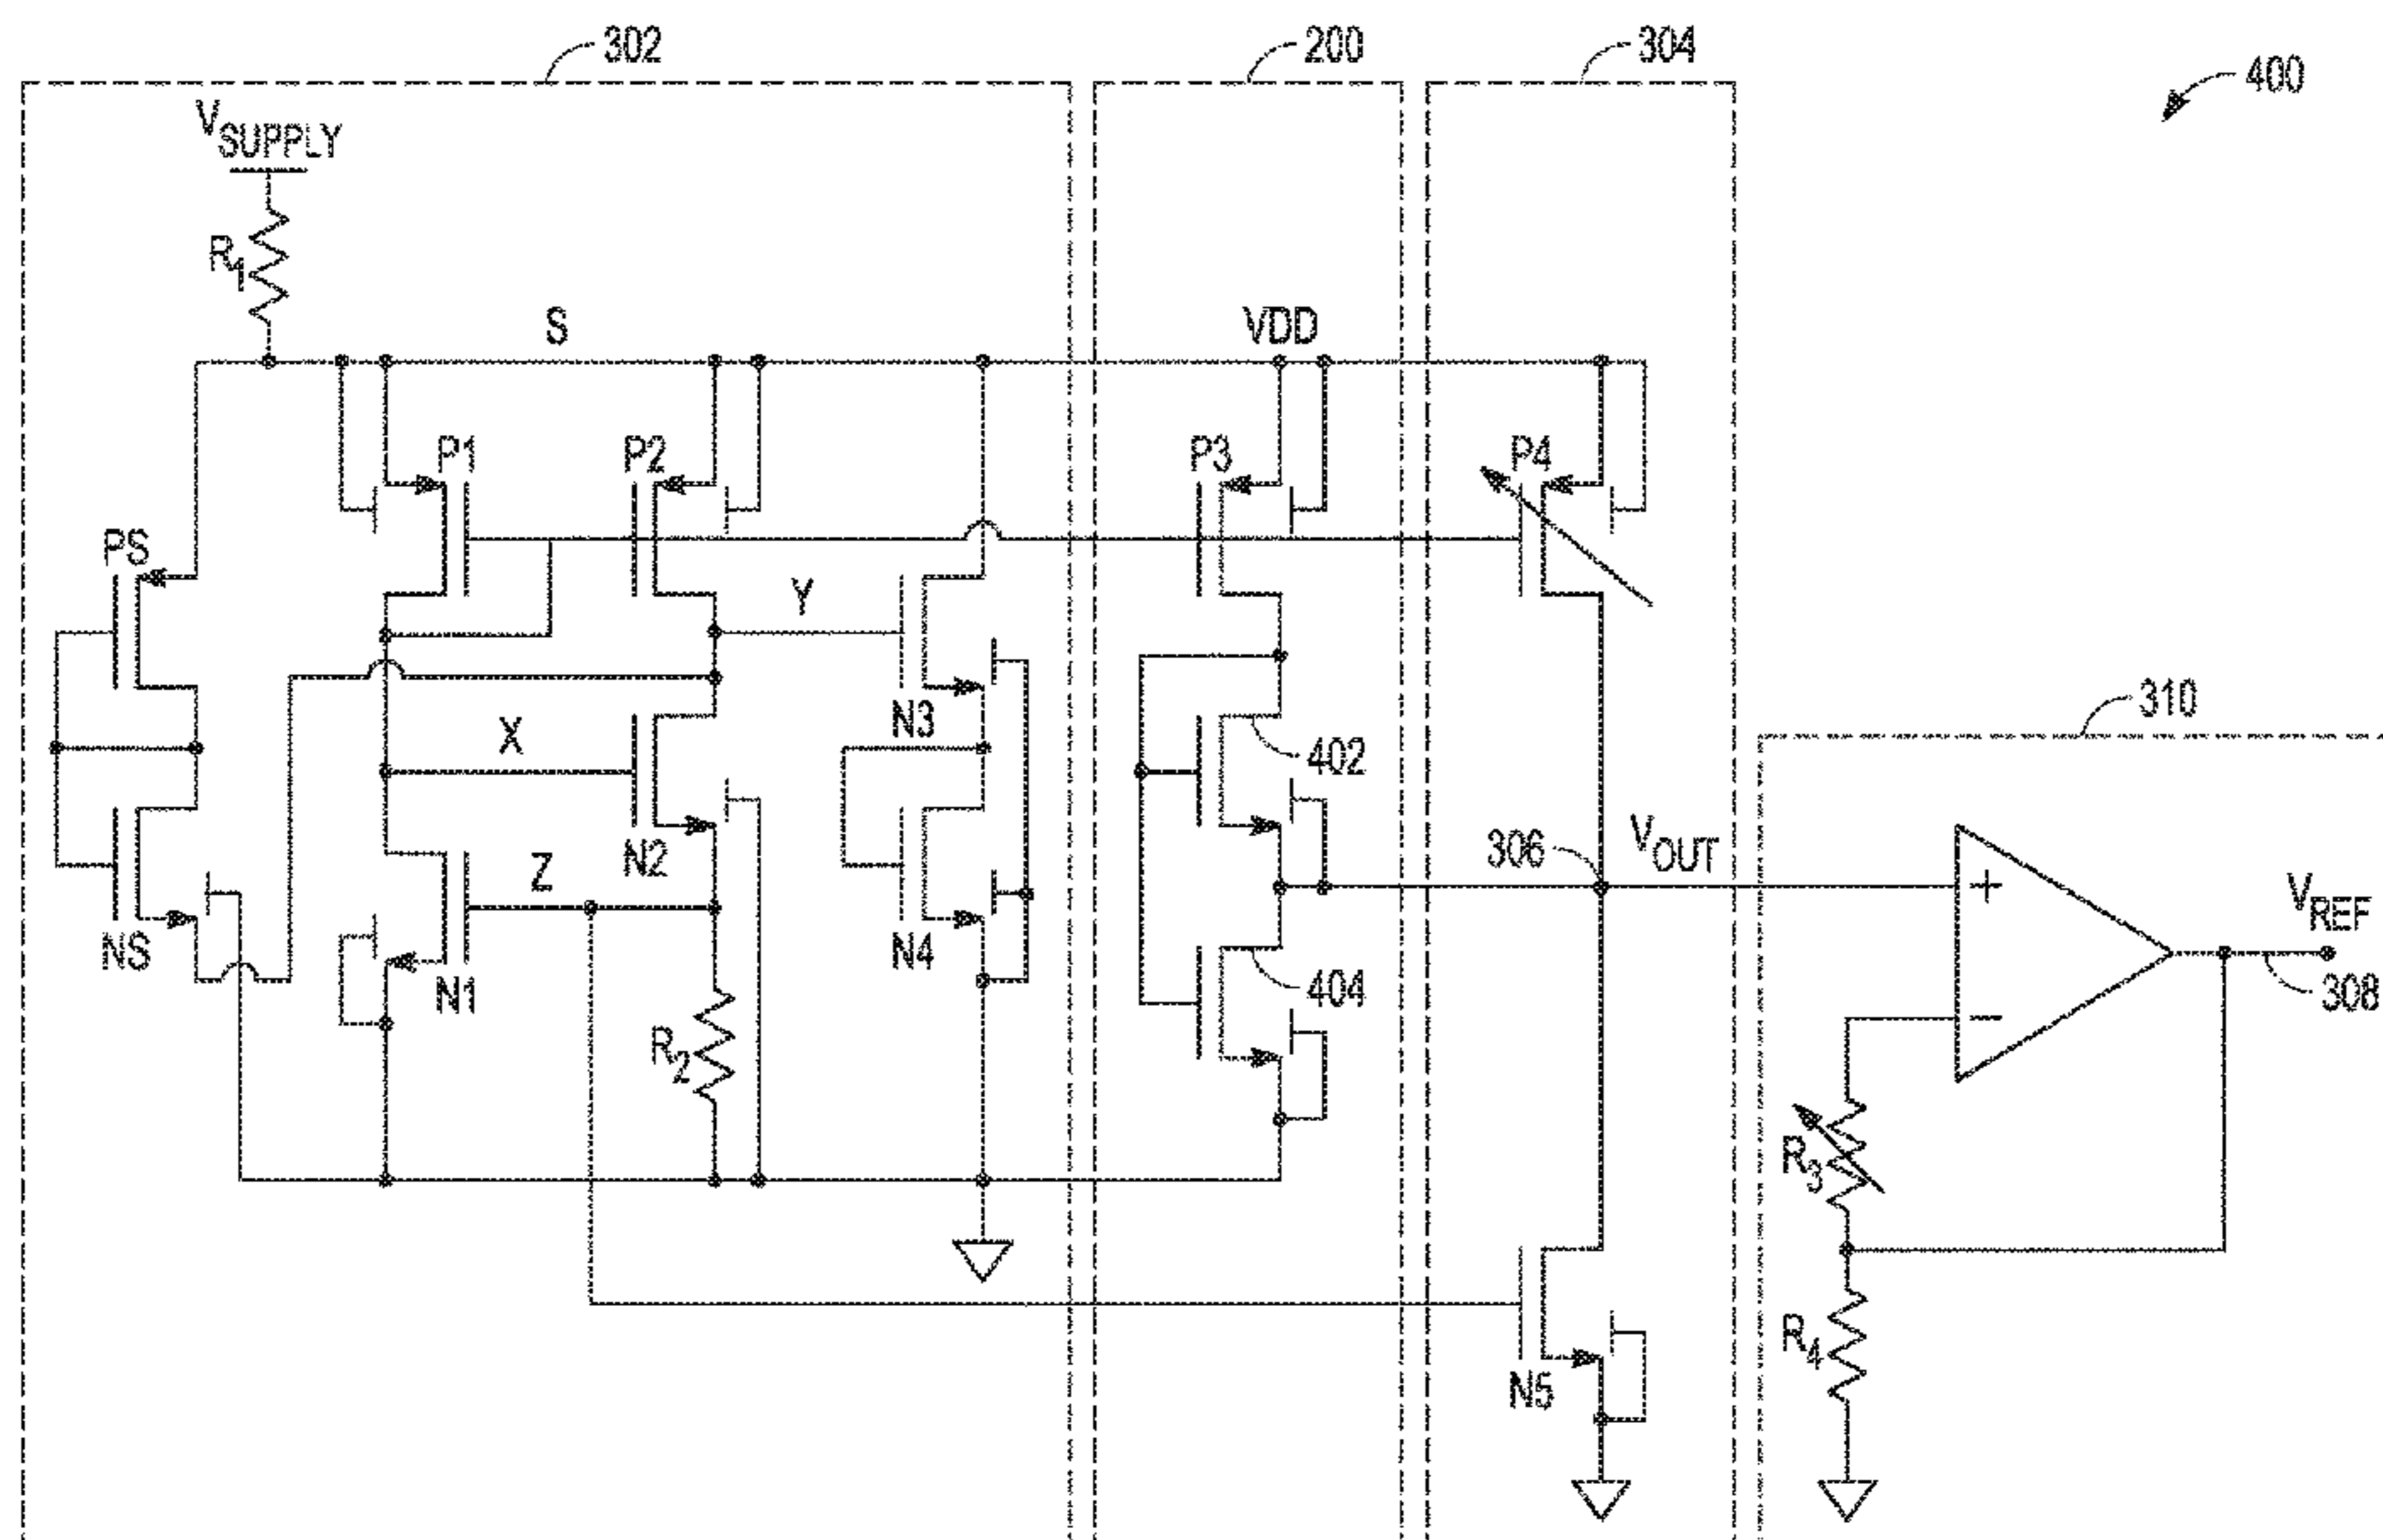 302
200
304
400
VSUPPLY
R1
S
VDD
P1
P2
P3
P4
PS
Y
N3
X
402
310
NS
N1
Z
N2
N4
306
VOUT
+
VREF
404
308
R2
−
R3
N5
R4